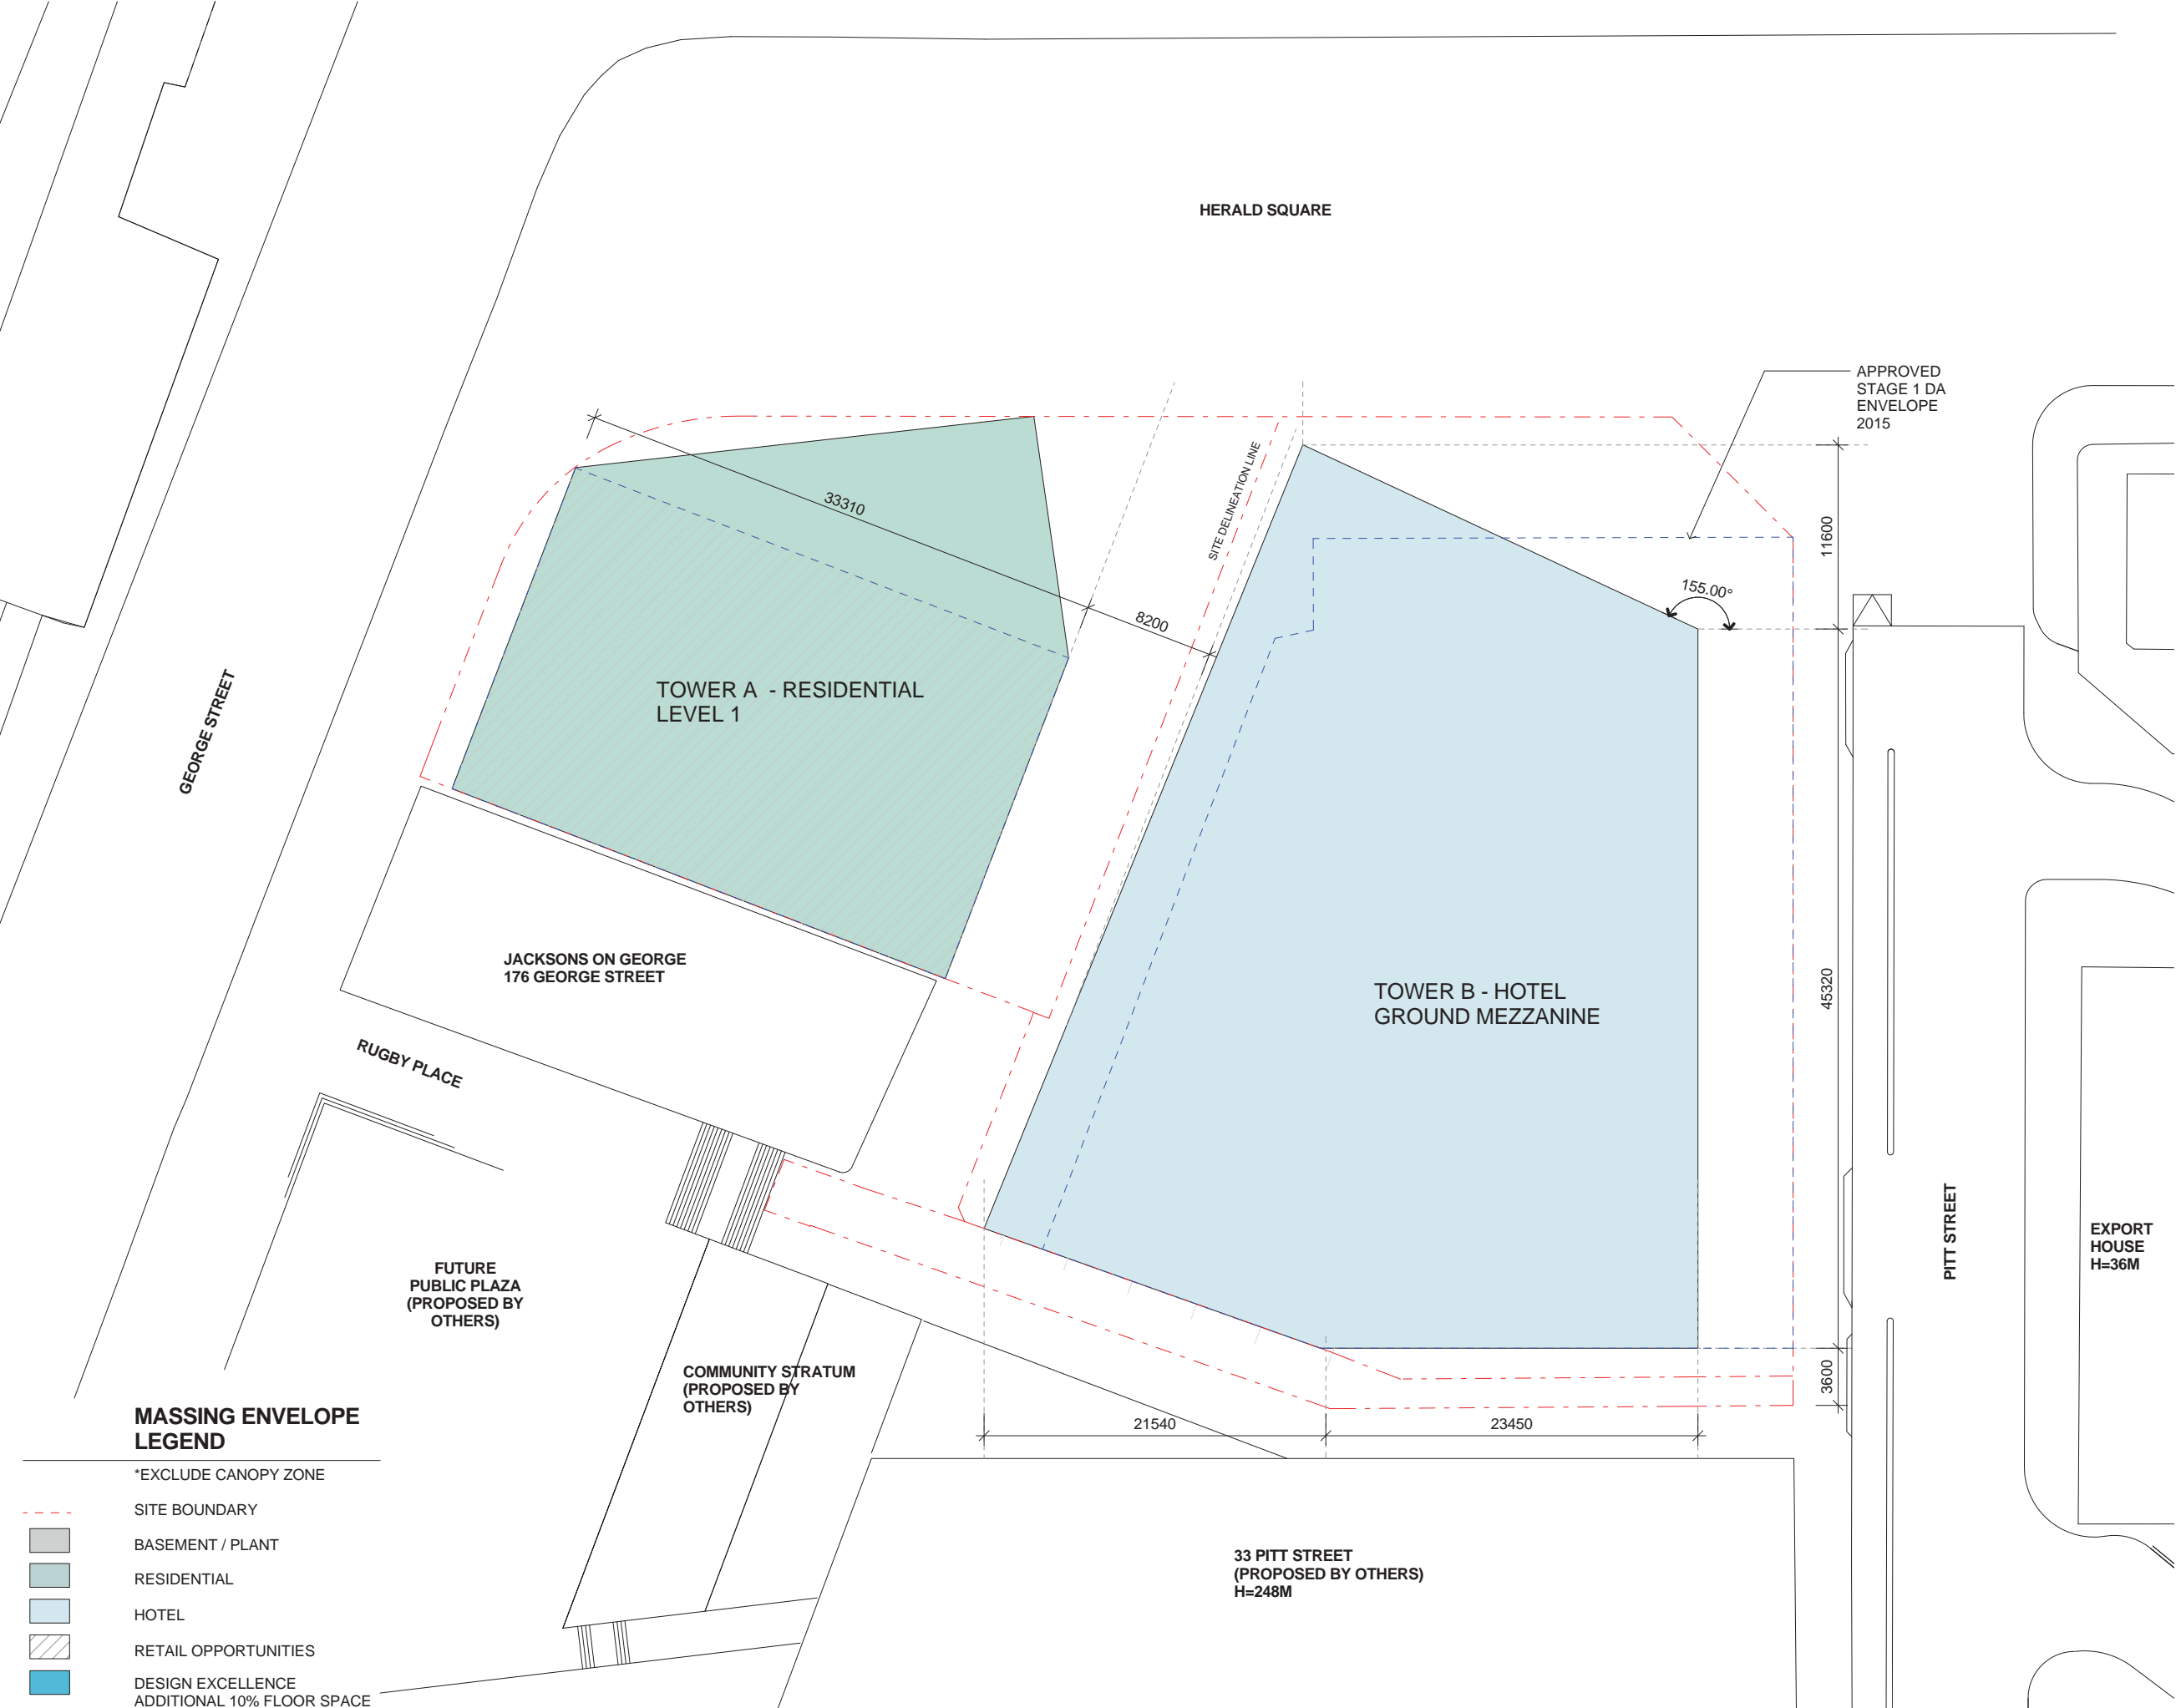 HERALD SQUARE
APPROVED
STAGE 1 DA
ENVELOPE
2015
SITE DELINEATION LINE
33310
8200
11600
155.00°
TOWER A - RESIDENTIAL
LEVEL 1
GEORGE STREET
JACKSONS ON GEORGE
176 GEORGE STREET
TOWER B - HOTEL
GROUND MEZZANINE
45320
RUGBY PLACE
PITT STREET
EXPORT
HOUSE
H=36M
FUTURE
PUBLIC PLAZA
(PROPOSED BY
OTHERS)
COMMUNITY STRATUM
(PROPOSED BY
OTHERS)
3600
21540
23450
33 PITT STREET
(PROPOSED BY OTHERS)
H=248M
MASSING ENVELOPE
LEGEND
*EXCLUDE CANOPY ZONE
SITE BOUNDARY
BASEMENT / PLANT
RESIDENTIAL
HOTEL
RETAIL OPPORTUNITIES
DESIGN EXCELLENCE
ADDITIONAL 10% FLOOR SPACE